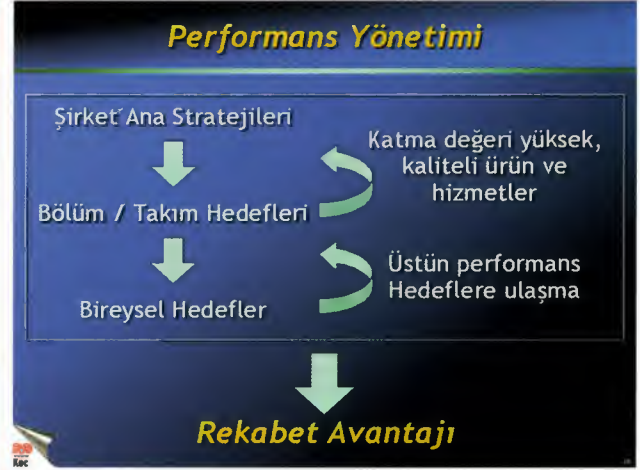 Performans Yönetimi
Şirket Ana Stratejileri
Katma değeri yüksek,
kaliteli ürün ve
hizmetler
Bölüm / Takım Hedefleri
Üstün performans
Hedeflere ulaşma
Bireysel Hedefler
Rekabet Avantajı
Koç